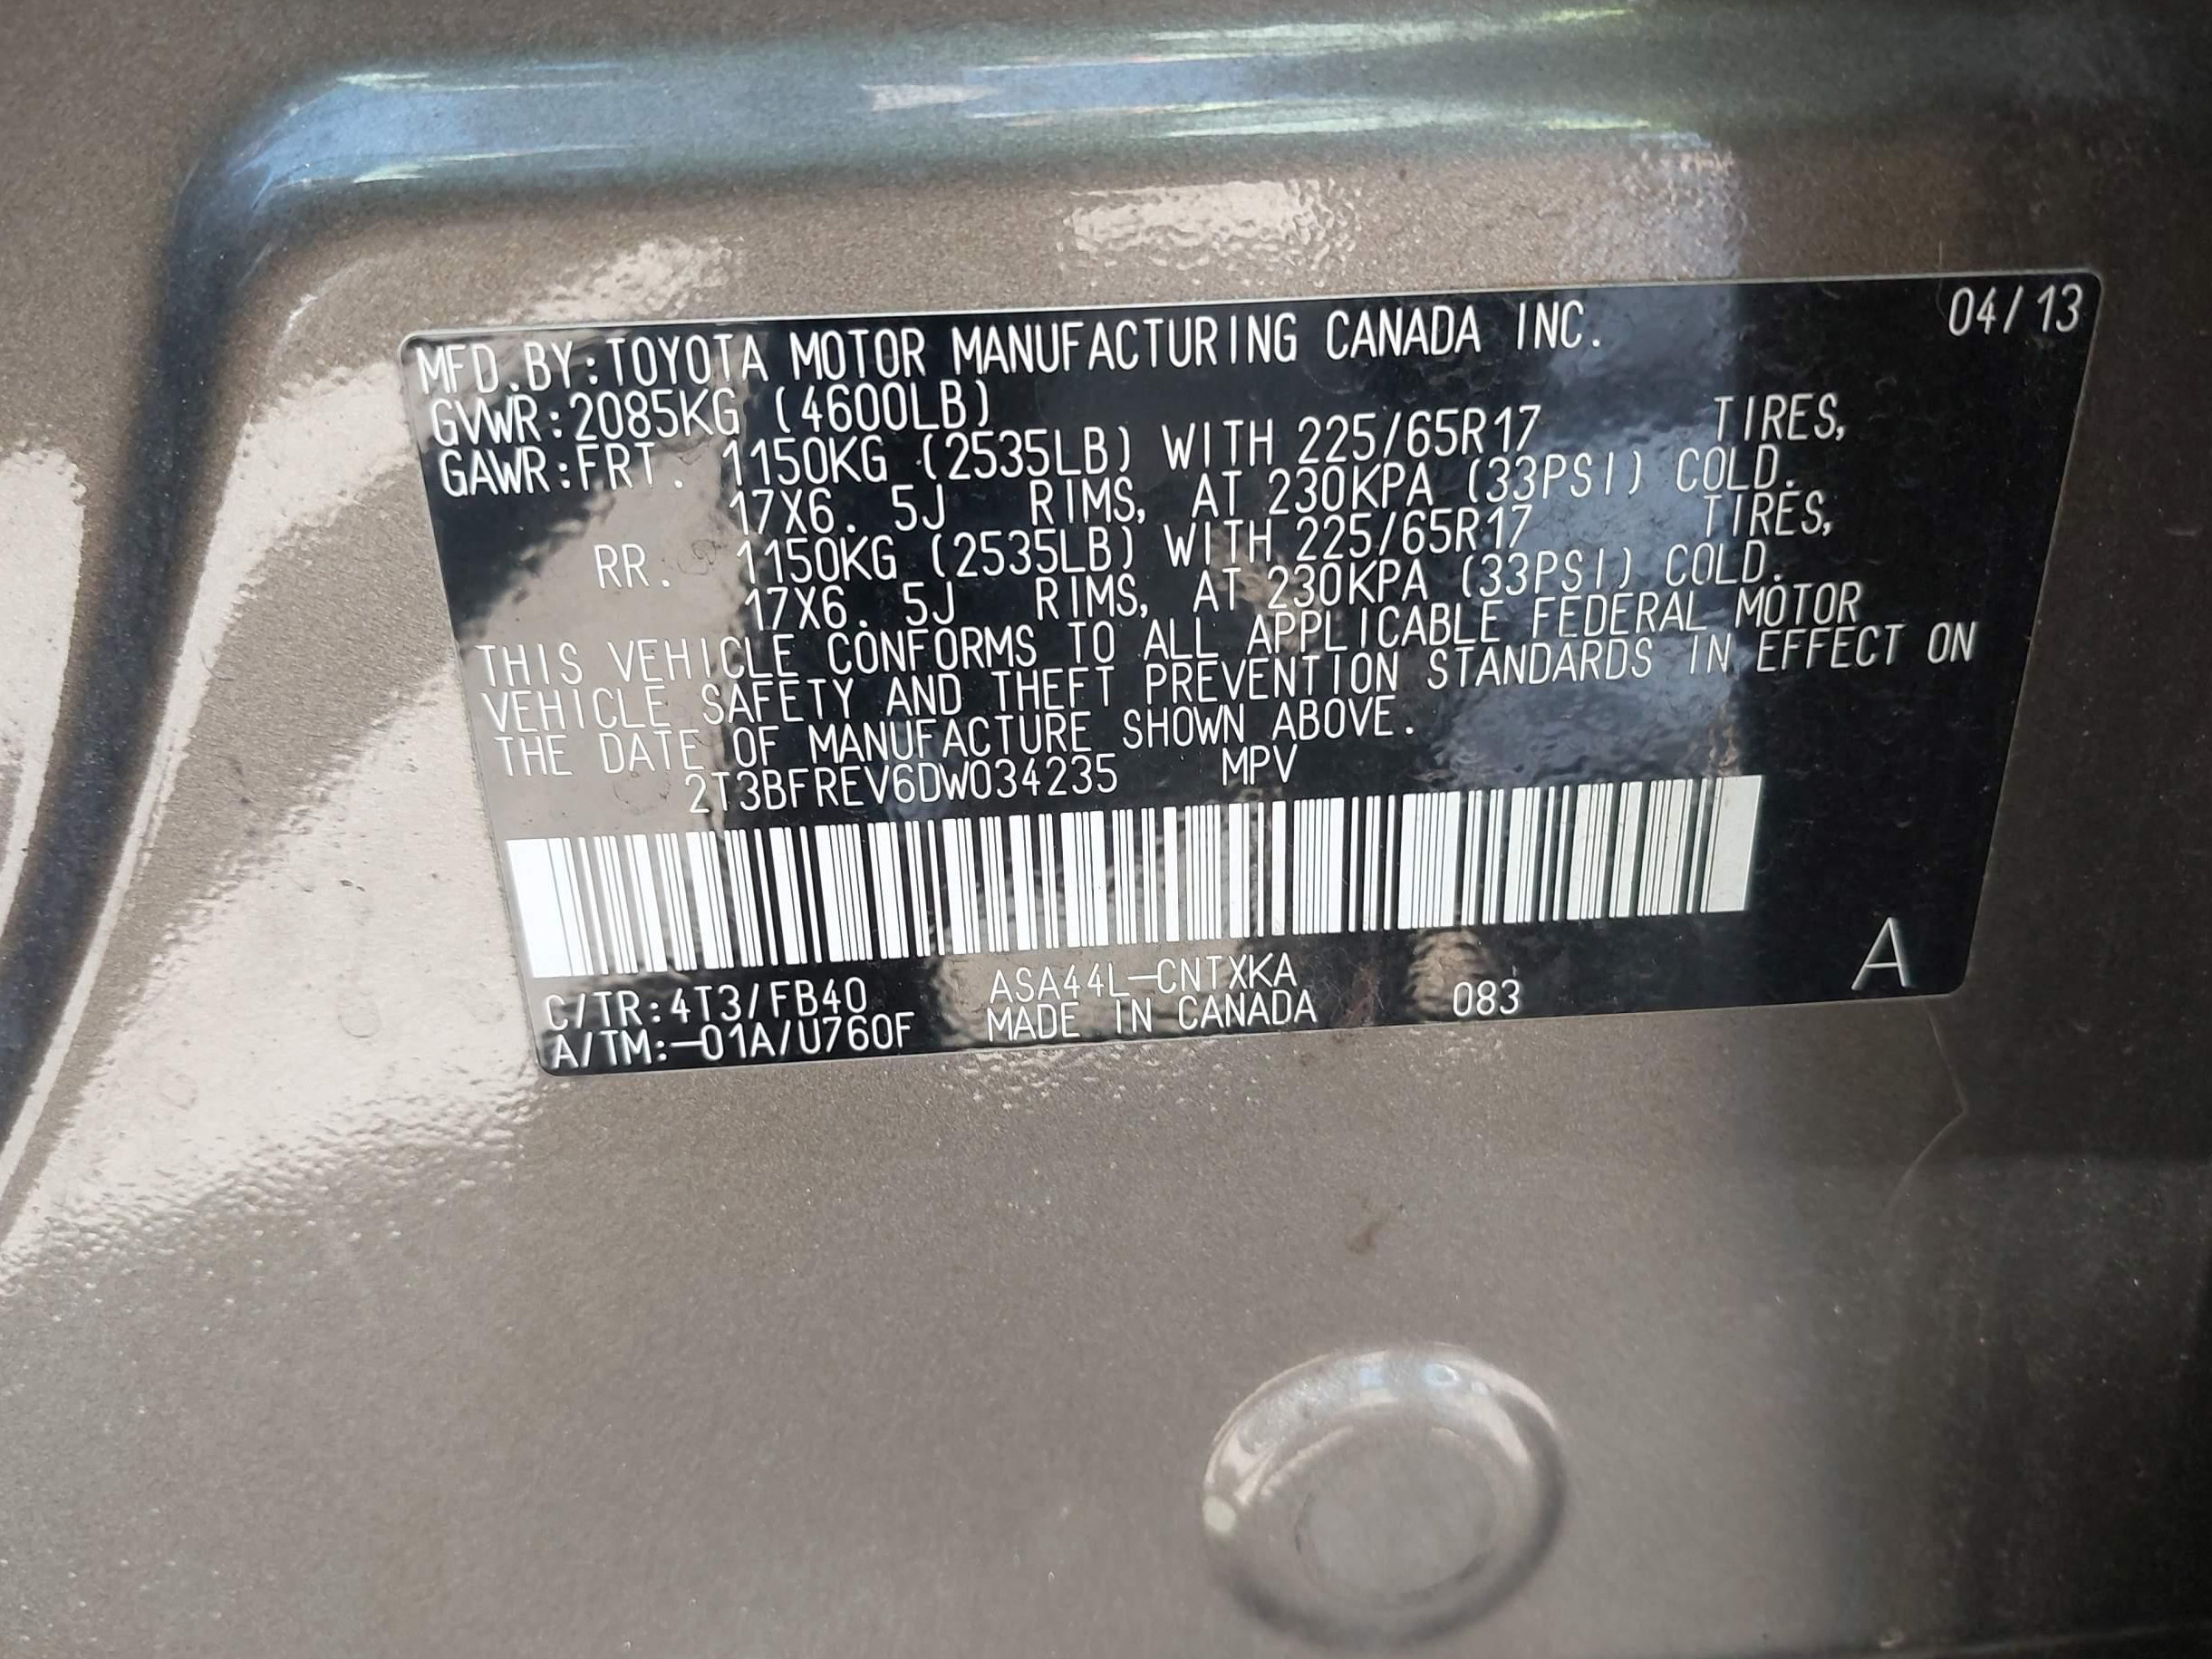 04/13
MFD.BY:TOYOTA MOTOR MANUFACTURING CANADA INC.
GVWR:2085KG (4600LB)
GAWR:FRT. 1150KG (2535LB) WITH 225/65R17 TIRES,
17X6. 5J RIMS, AT 230KPA (33PSI) COLD.
RR. 1150KG (2535LB) WITH 225/65R17 TIRES,
17X6. 5J RIMS, AT 230KPA (33PSI) COLD.
THIS VEHICLE CONFORMS TO ALL APPLICABLE FEDERAL MOTOR
VEHICLE SAFETY AND THEFT PREVENTION STANDARDS IN EFFECT ON
THE DATE OF MANUFACTURE SHOWN ABOVE.
2T3BFREV6DW034235 MPV
C/TR:4T3/FB40 ASA44L-CNTXKA
A/TM:-01A/U760F MADE IN CANADA 083
A